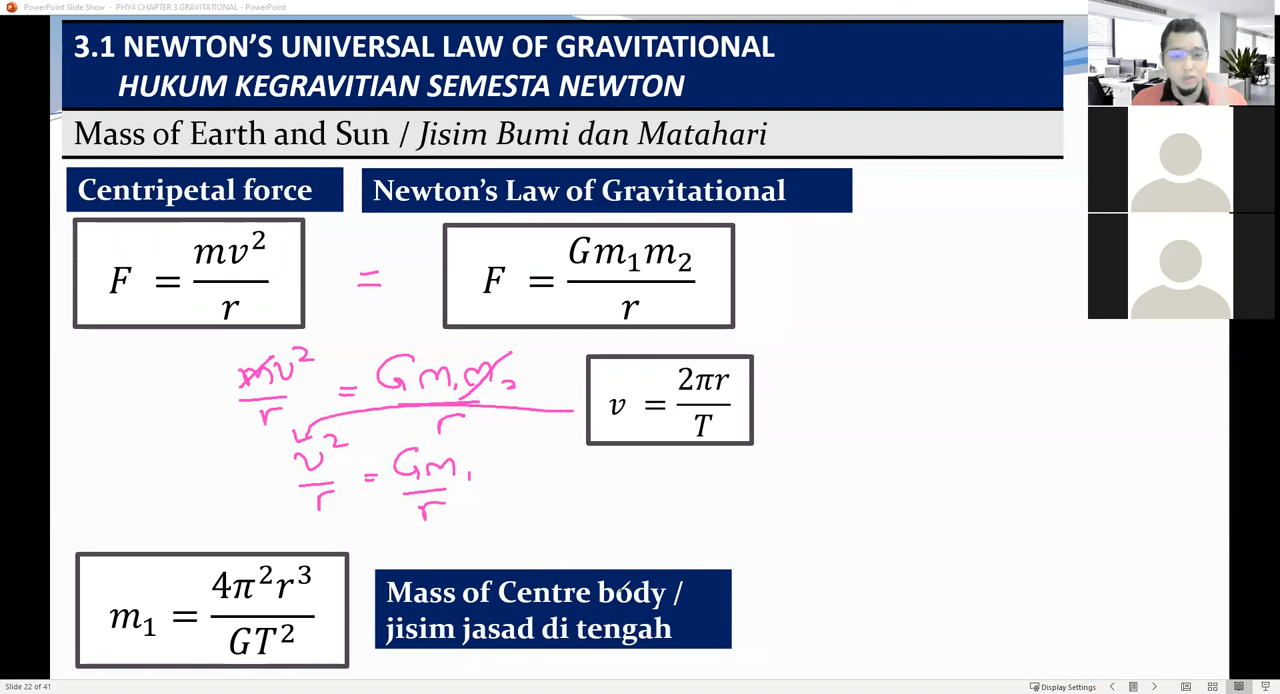 PowerPoint Slide Show - PHY4 CHAPTER 3 GRAVITATIONAL - PowerPoint
3.1 NEWTON'S UNIVERSAL LAW OF GRAVITATIONAL
HUKUM KEGRAVITIAN SEMESTA NEWTON
Mass of Earth and Sun / Jisim Bumi dan Matahari
Centripetal force
Newton's Law of Gravitational
F = mv²/r
=
F = Gm₁m₂/r
mv²/r = Gm₁m₂/r
v = 2πr/T
v²/r = Gm₁/r
m₁ = 4π²r³/GT²
Mass of Centre body /
jisim jasad di tengah
Slide 22 of 41
Display Settings